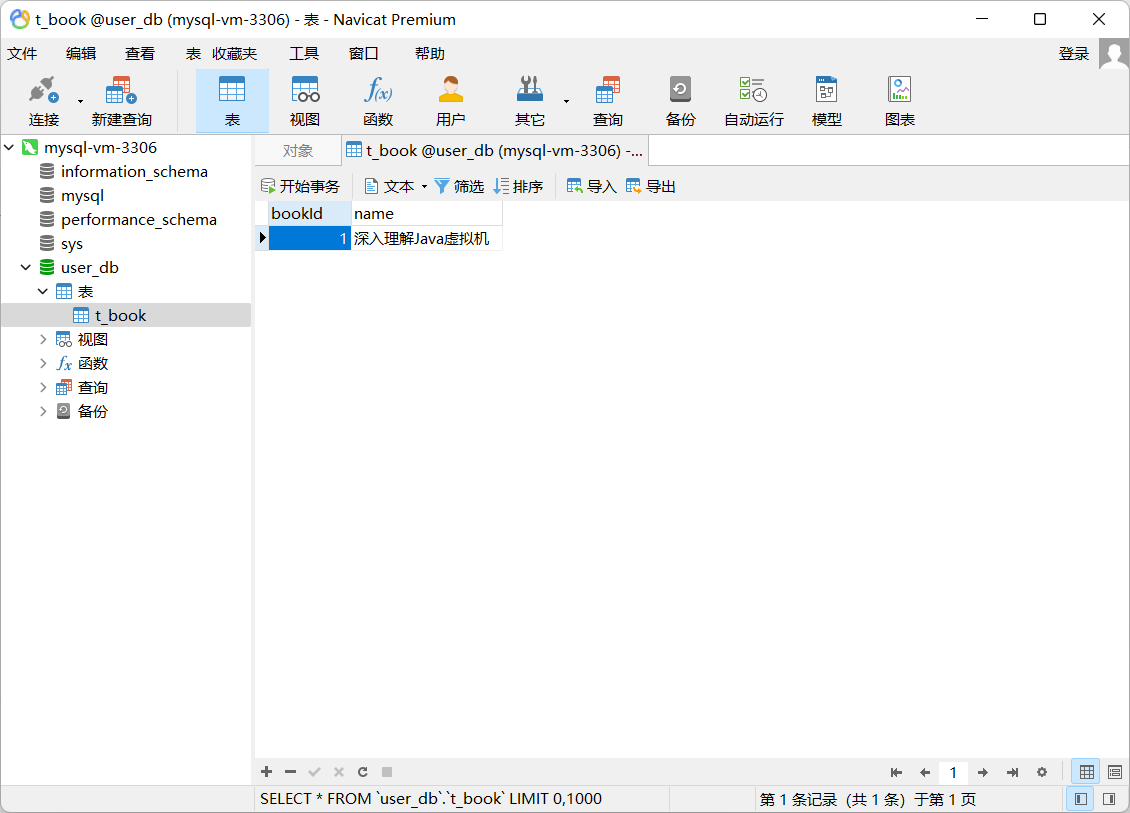 t_book @user_db (mysql-vm-3306) - 表 - Navicat Premium
文件 编辑 查看 表 收藏夹 工具 窗口 帮助 登录
连接 新建查询 表 视图 函数 用户 其它 查询 备份 自动运行 模型 图表
mysql-vm-3306
information_schema
mysql
performance_schema
sys
user_db
表
t_book
视图
函数
查询
备份
对象 t_book @user_db (mysql-vm-3306) -...
开始事务 文本 筛选 排序 导入 导出
bookId name
1 深入理解Java虚拟机
1
SELECT * FROM `user_db`.`t_book` LIMIT 0,1000 第 1 条记录 (共 1 条) 于第 1 页